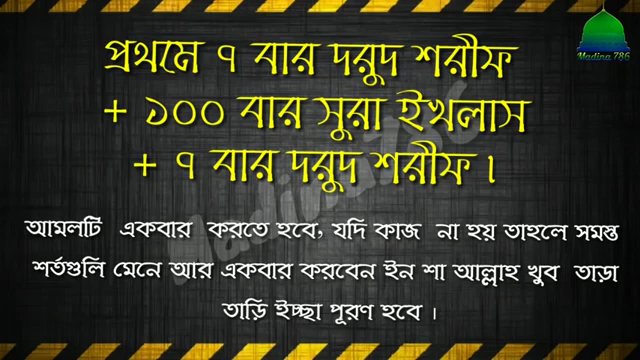 Madina 786
প্রথমে ৭ বার দরুদ শরীফ
+ ১০০ বার সুরা ইখলাস
+ ৭ বার দরুদ শরীফ ৷
Madina786
আমলটি একবার করতে হবে, যদি কাজ না হয় তাহলে সমস্ত
শর্তগুলি মেনে আর একবার করবেন ইন শা আল্লাহ খুব তাড়া
তাড়ি ইচ্ছা পূরণ হবে ।